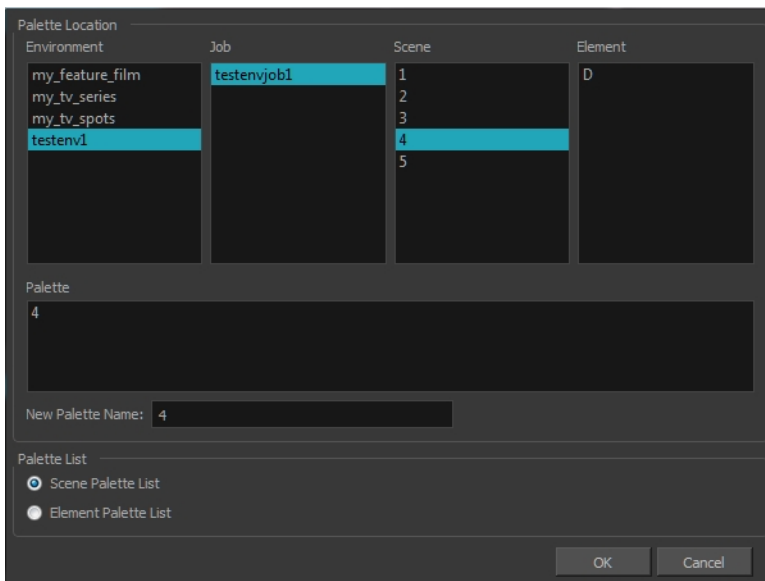 Palette Location
Environment
Job
Scene
Element
my_feature_film
my_tv_series
my_tv_spots
testenv1
testenvjob1
1
2
3
4
5
D
Palette
4
New Palette Name: 4
Palette List
Scene Palette List
Element Palette List
OK
Cancel